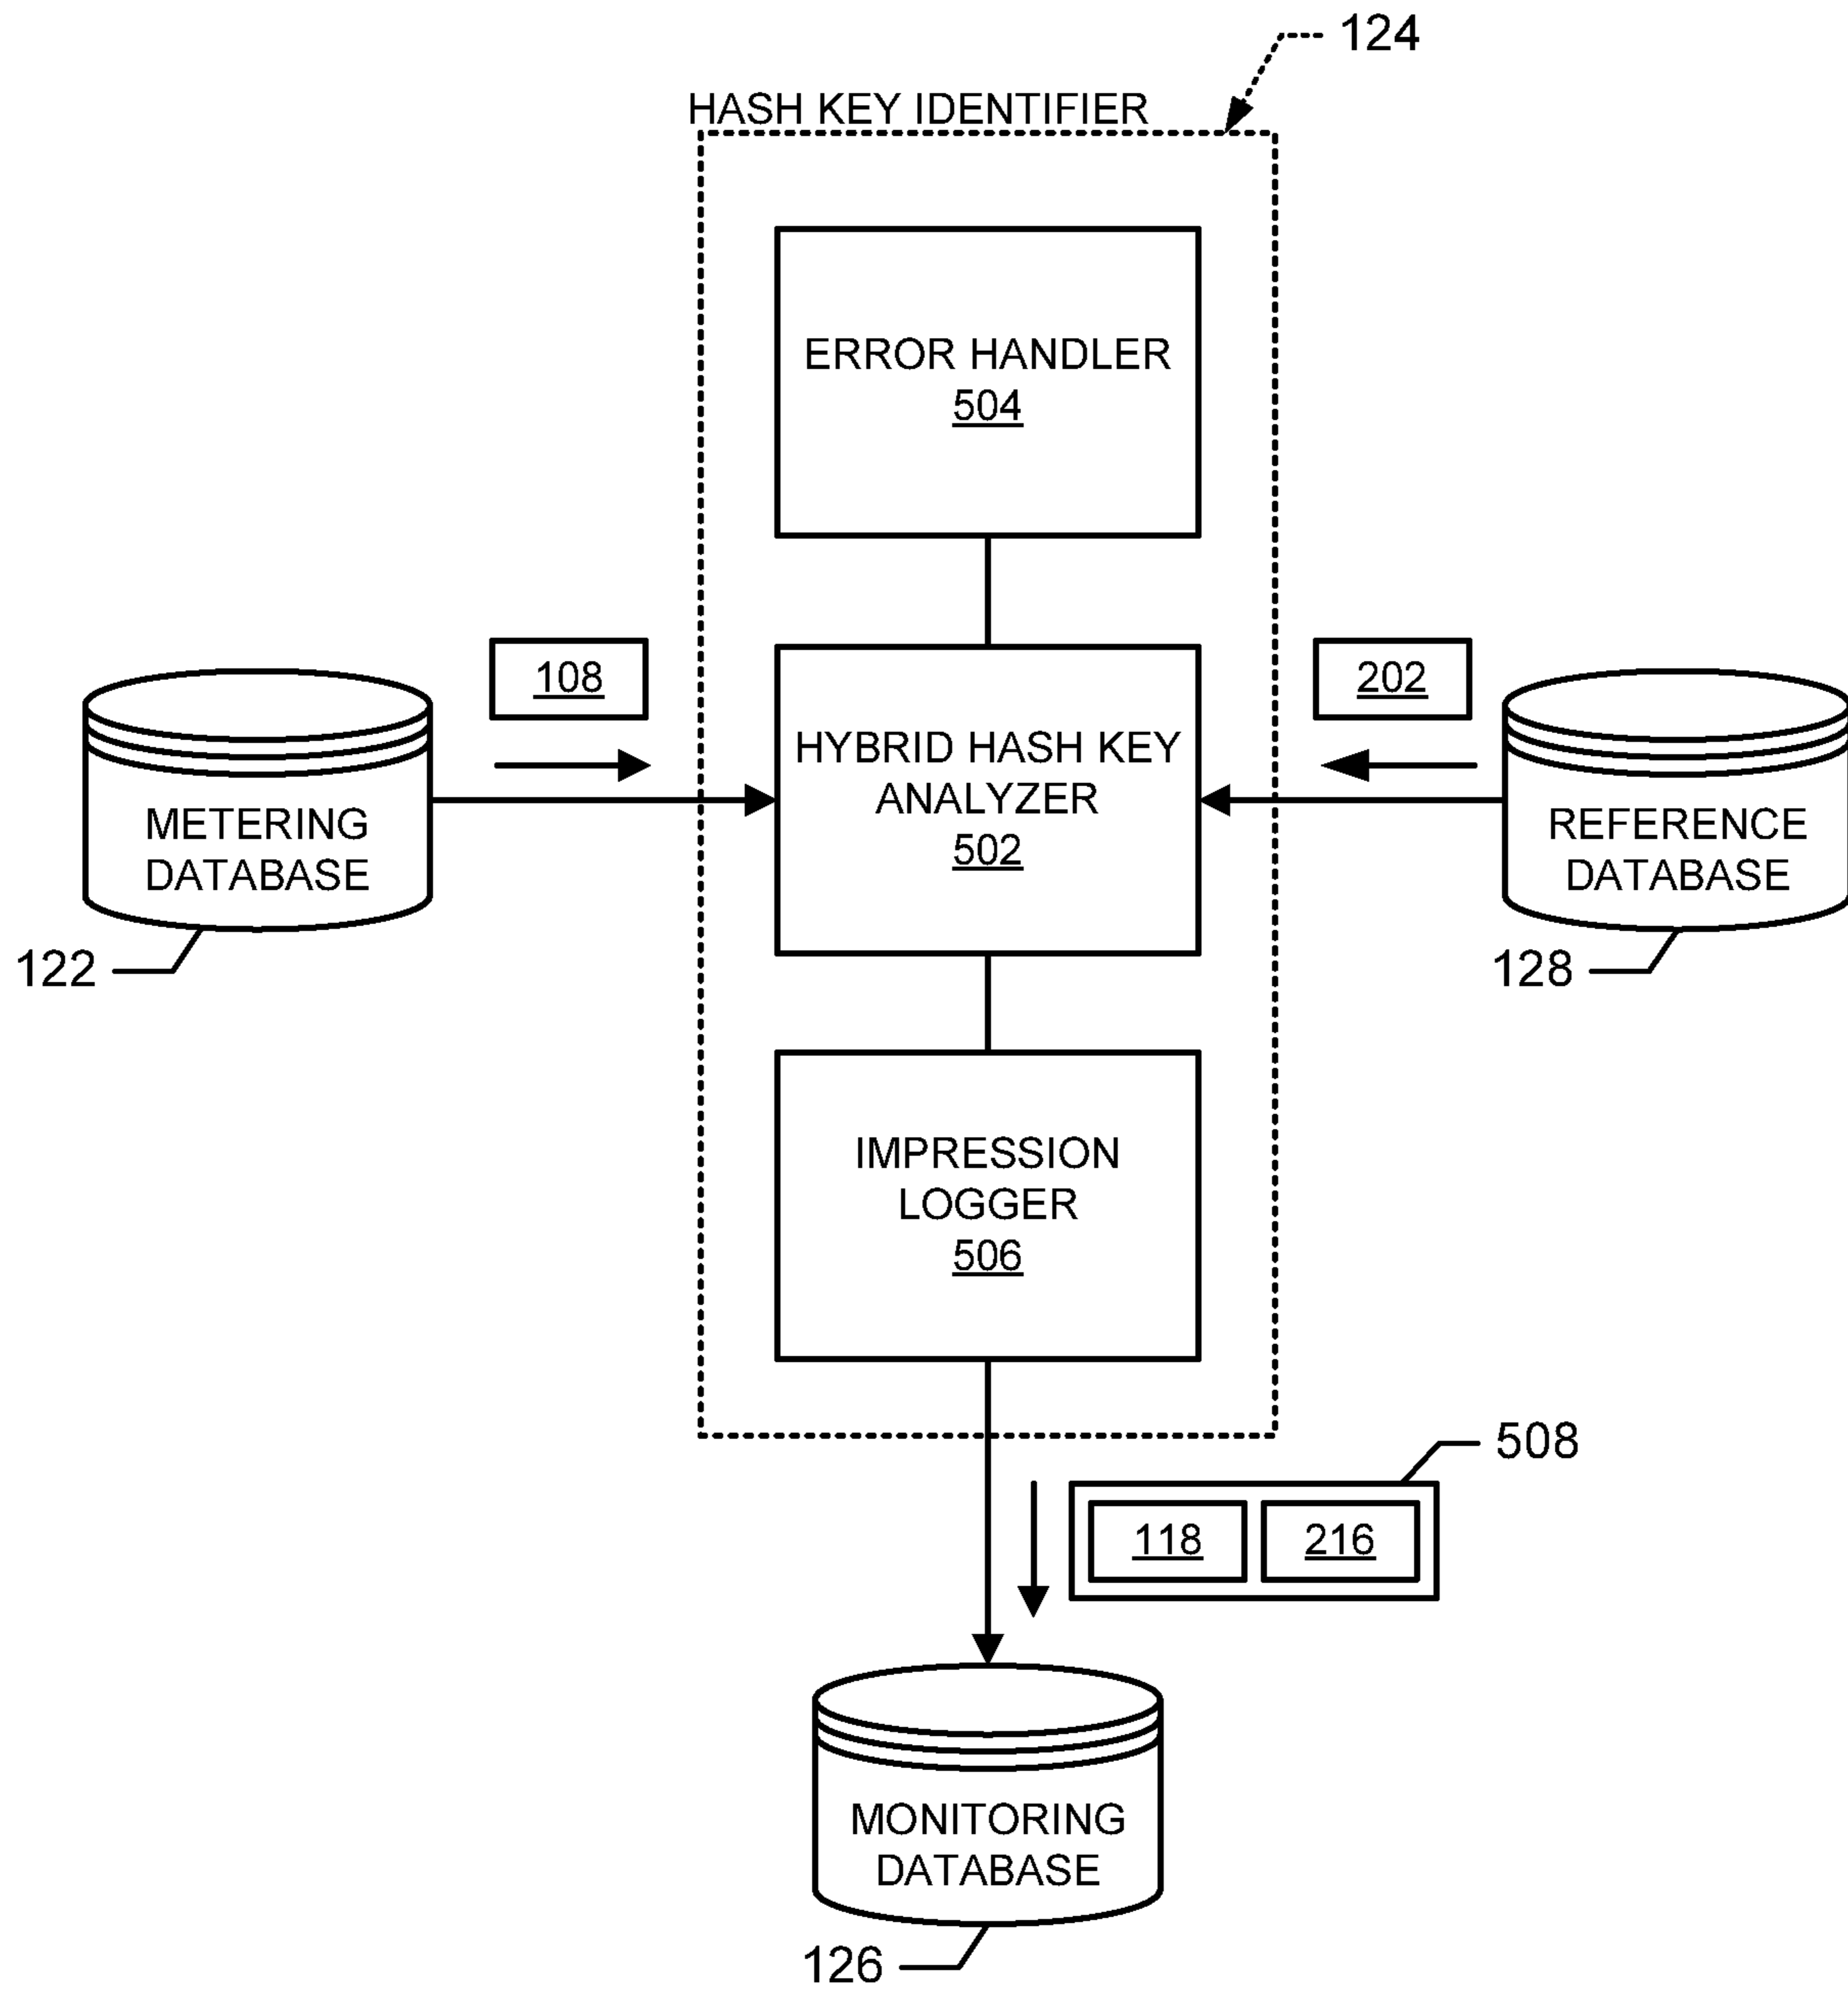 124
HASH KEY IDENTIFIER
ERROR HANDLER
504
108
202
HYBRID HASH KEY
ANALYZER
502
METERING
DATABASE
122
REFERENCE
DATABASE
128
IMPRESSION
LOGGER
506
508
118
216
MONITORING
DATABASE
126